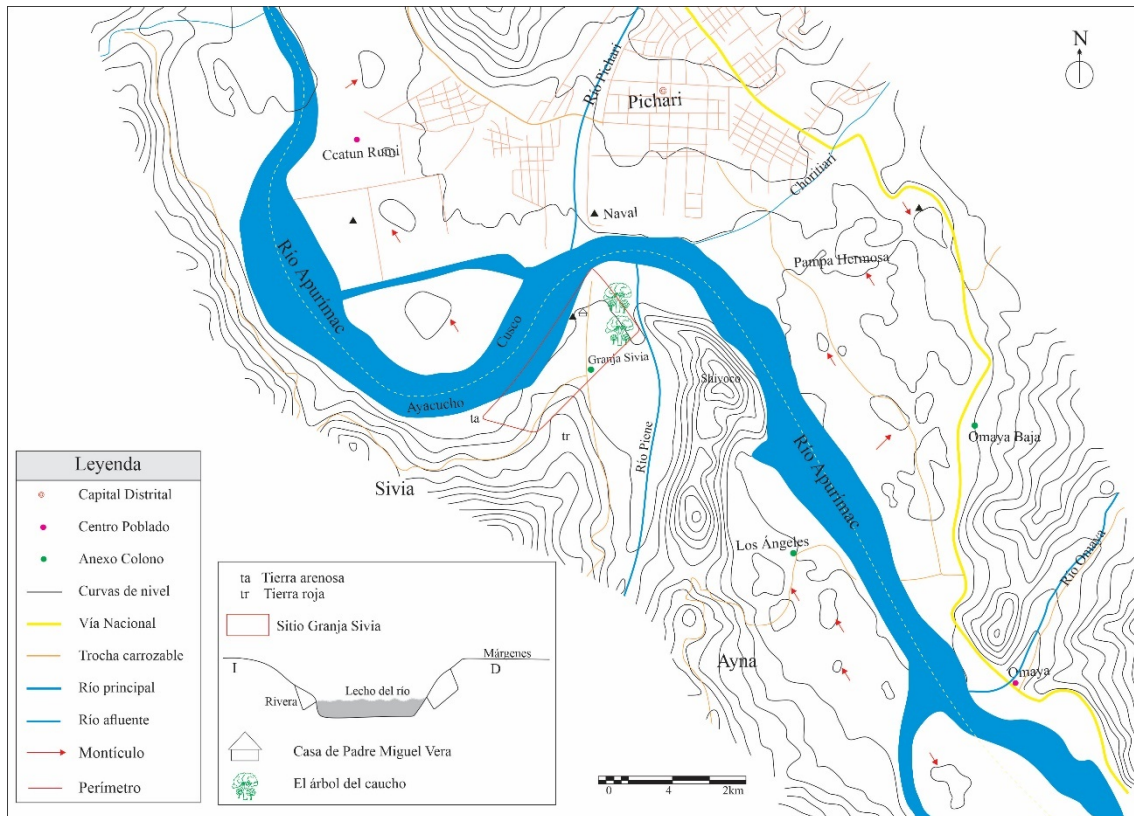 N
Río Pichari
Pichari
Ccatun Rumi
Choritiari
Naval
Pampa Hermosa
Río Apurimac
Cusco
Granja Sivia
Shiyoco
Ayacucho
ta
tr
Río Piene
Omaya Baja
Río Apurimac
Sivia
Los Ángeles
Río Omaya
Ayna
Omaya
Leyenda
Capital Distrital
Centro Poblado
Anexo Colono
Curvas de nivel
Vía Nacional
Trocha carrozable
Río principal
Río afluente
Montículo
Perímetro
ta Tierra arenosa
tr Tierra roja
Sitio Granja Sivia
Márgenes
I D
Lecho del río
Rivera
Casa de Padre Miguel Vera
El árbol del caucho
0 4 2km